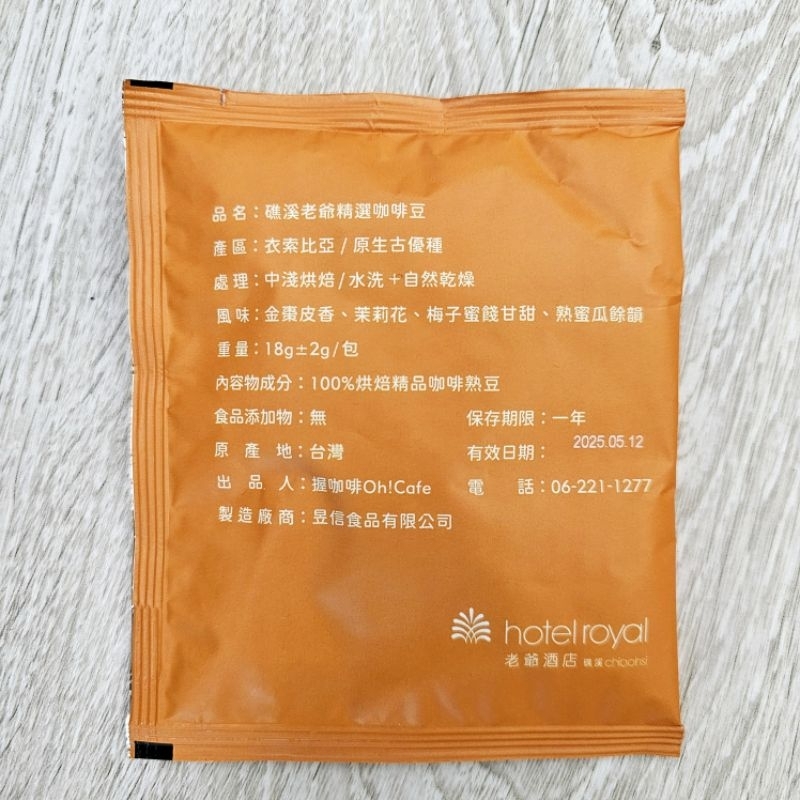 品名：礁溪老爺精選咖啡豆
產區：衣索比亞/原生古優種
處理：中淺烘焙/水洗＋自然乾燥
風味：金棗皮香、茉莉花、梅子蜜餞甘甜、熟蜜瓜餘韻
重量：18g±2g/包
內容物成分：100%烘焙精品咖啡熟豆
食品添加物：無 保存期限：一年
原產地：台灣 有效日期：2025.05.12
出品人：握咖啡Oh!Cafe 電話：06-221-1277
製造廠商：昱信食品有限公司
hotel royal
老爺酒店 礁溪 chiaohsi